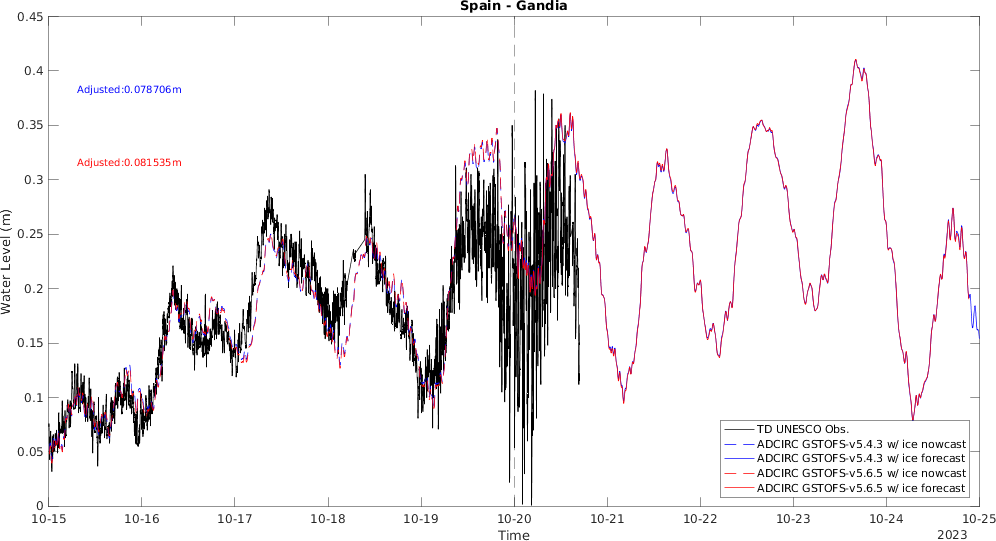 Spain - Gandia
0.45
0.4
0.35
0.3
0.25
0.2
0.15
0.1
0.05
0
Water Level (m)
Adjusted:0.078706m
Adjusted:0.081535m
TD UNESCO Obs.
ADCIRC GSTOFS-v5.4.3 w/ ice nowcast
ADCIRC GSTOFS-v5.4.3 w/ ice forecast
ADCIRC GSTOFS-v5.6.5 w/ ice nowcast
ADCIRC GSTOFS-v5.6.5 w/ ice forecast
10-15 10-16 10-17 10-18 10-19 10-20 10-21 10-22 10-23 10-24 10-25
Time
2023